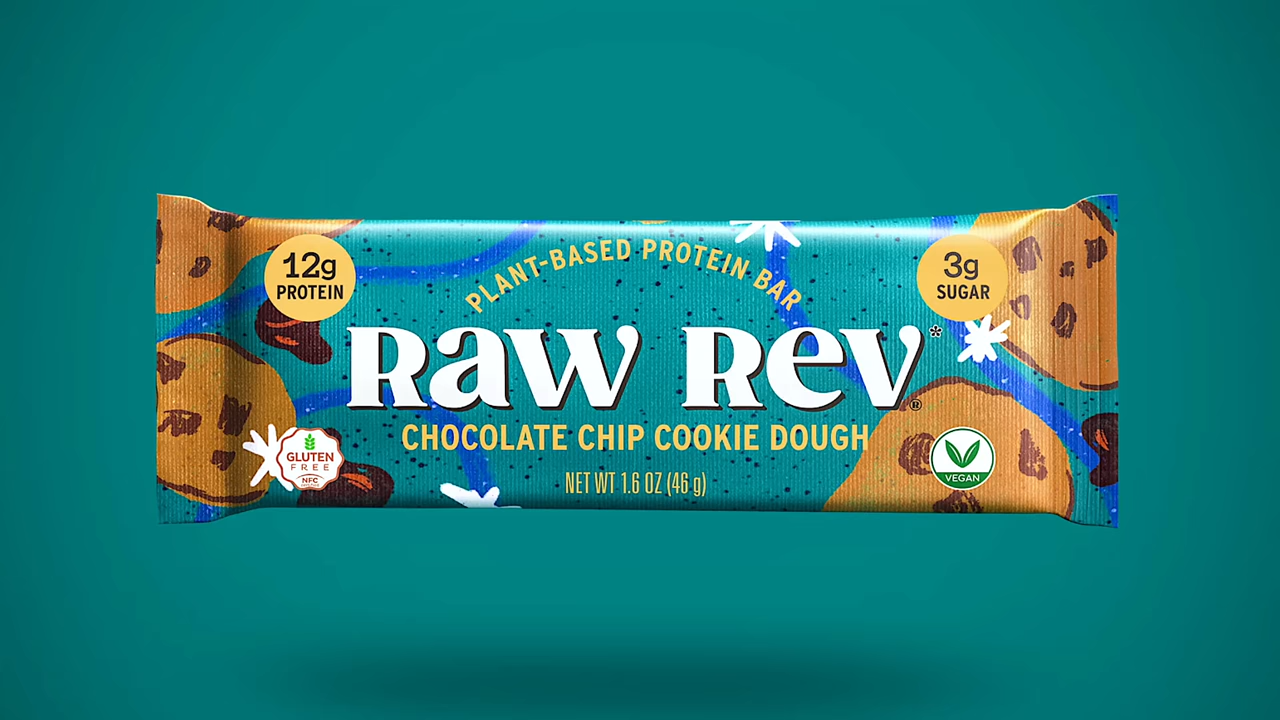 12g
PROTEIN
PLANT-BASED PROTEIN BAR
3g
SUGAR
RAW REV*®
CHOCOLATE CHIP COOKIE DOUGH
NET WT 1.6 OZ (46 g)
GLUTEN
FREE
NFC
VEGAN